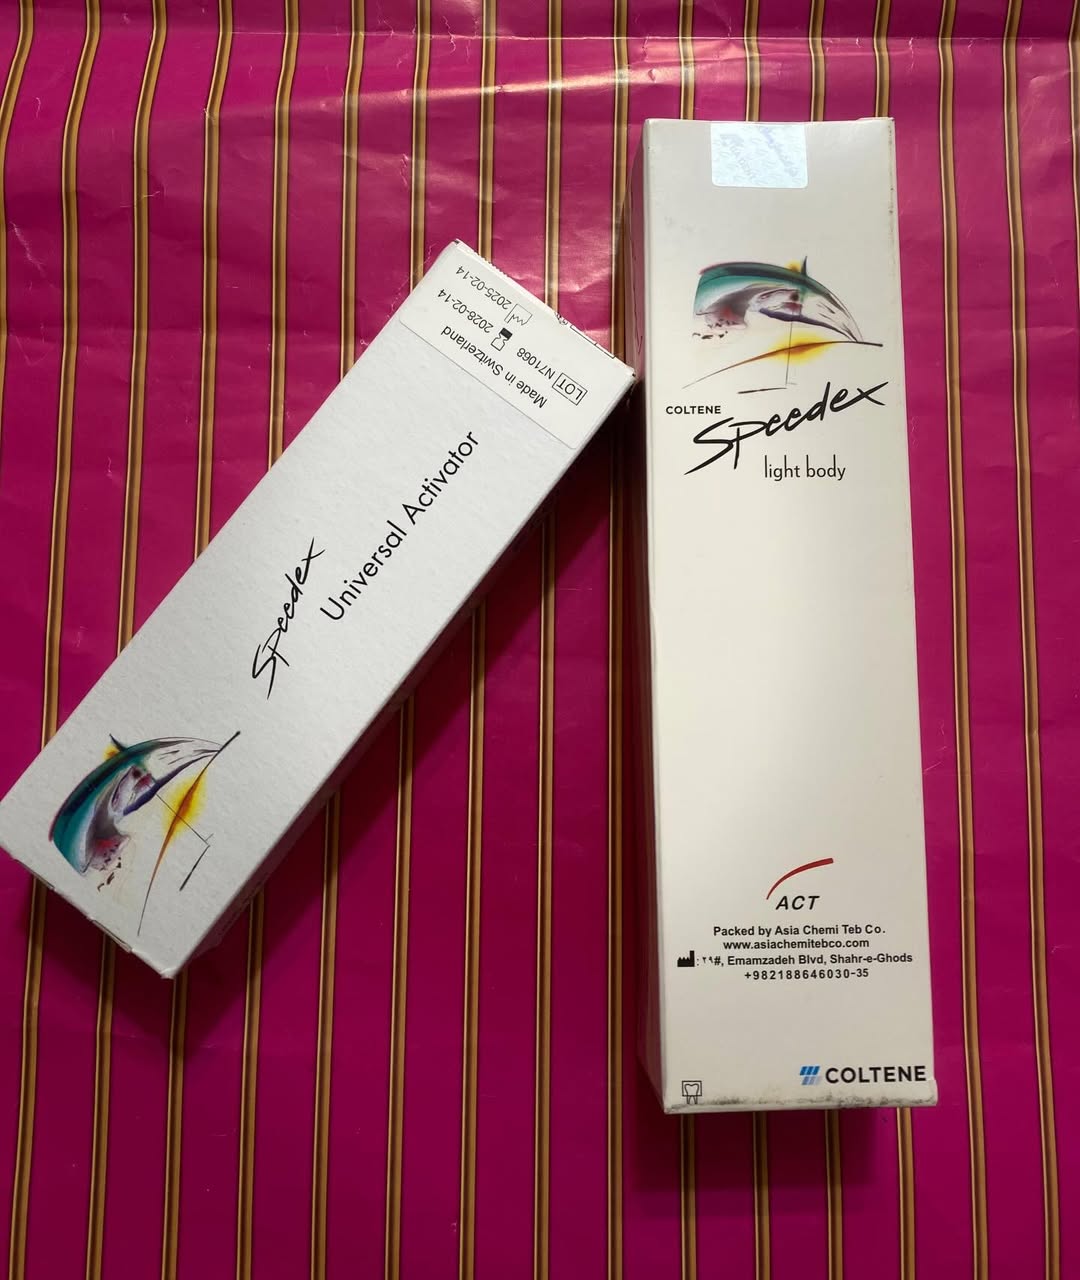 2025-02-14
2028-02-14
LOT N71068
Made in Switzerland
Speedex
Universal Activator
COLTENE
Speedex
light body
ACT
Packed by Asia Chemi Teb Co.
www.asiachemitebco.com
: ۲۹#, Emamzadeh Blvd, Shahr-e-Ghods
+982188646030-35
COLTENE